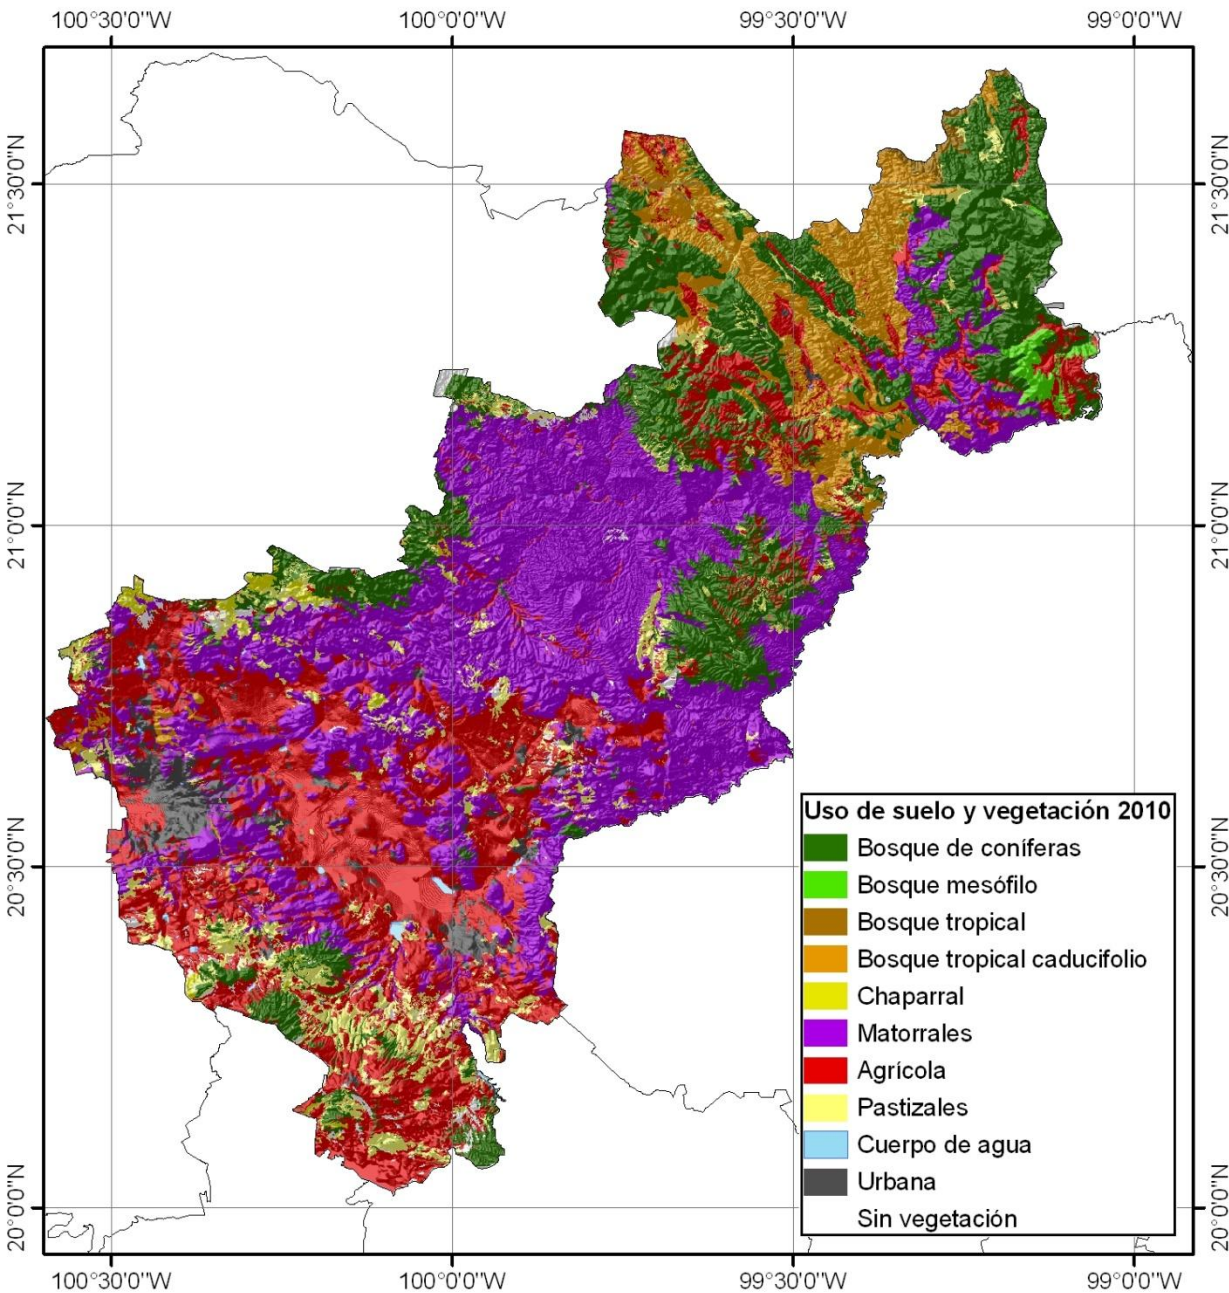 100°30'0"W 100°0'0"W 99°30'0"W 99°0'0"W
21°30'0"N 21°30'0"N
21°0'0"N 21°0'0"N
Uso de suelo y vegetación 2010
Bosque de coníferas
Bosque mesófilo
Bosque tropical
Bosque tropical caducifolio
Chaparral
Matorrales
Agrícola
Pastizales
Cuerpo de agua
Urbana
Sin vegetación
20°30'0"N 20°30'0"N
20°0'0"N 20°0'0"N
100°30'0"W 100°0'0"W 99°30'0"W 99°0'0"W